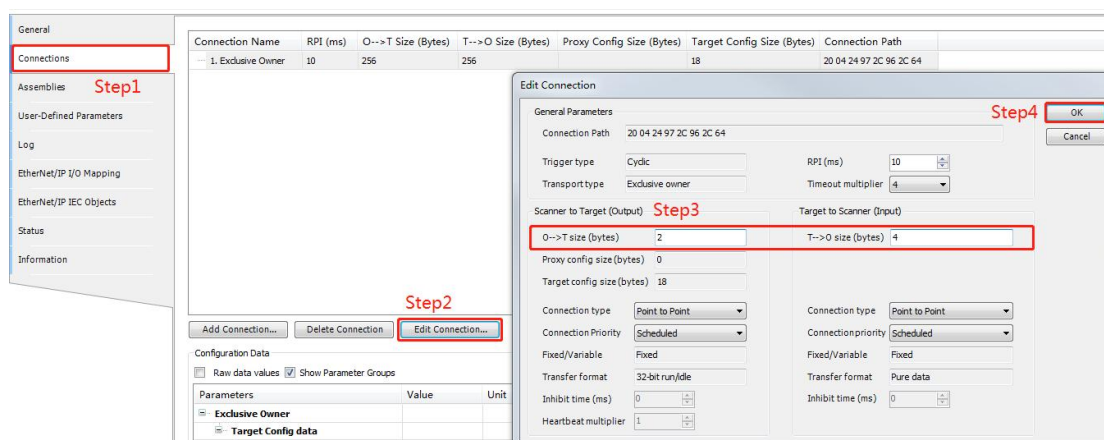 General
Connections
Step1
Assemblies
User-Defined Parameters
Log
EtherNet/IP I/O Mapping
EtherNet/IP IEC Objects
Status
Information
Connection Name RPI (ms) O-->T Size (Bytes) T-->O Size (Bytes) Proxy Config Size (Bytes) Target Config Size (Bytes) Connection Path
1. Exclusive Owner 10 256 256 18 20 04 24 97 2C 96 2C 64
Step2
Add Connection... Delete Connection Edit Connection...
Configuration Data
Raw data values Show Parameter Groups
Parameters Value Unit
Exclusive Owner
Target Config data
Edit Connection
General Parameters
Step4 OK
Connection Path 20 04 24 97 2C 96 2C 64
Cancel
Trigger type Cyclic RPI (ms) 10
Transport type Exclusive owner Timeout multiplier 4
Scanner to Target (Output) Step3 Target to Scanner (Input)
O-->T size (bytes) 2 T-->O size (bytes) 4
Proxy config size (bytes) 0
Target config size (bytes) 18
Connection type Point to Point Connection type Point to Point
Connection Priority Scheduled Connection priority Scheduled
Fixed/Variable Fixed Fixed/Variable Fixed
Transfer format 32-bit run/idle Transfer format Pure data
Inhibit time (ms) 0 Inhibit time (ms) 0
Heartbeat multiplier 1